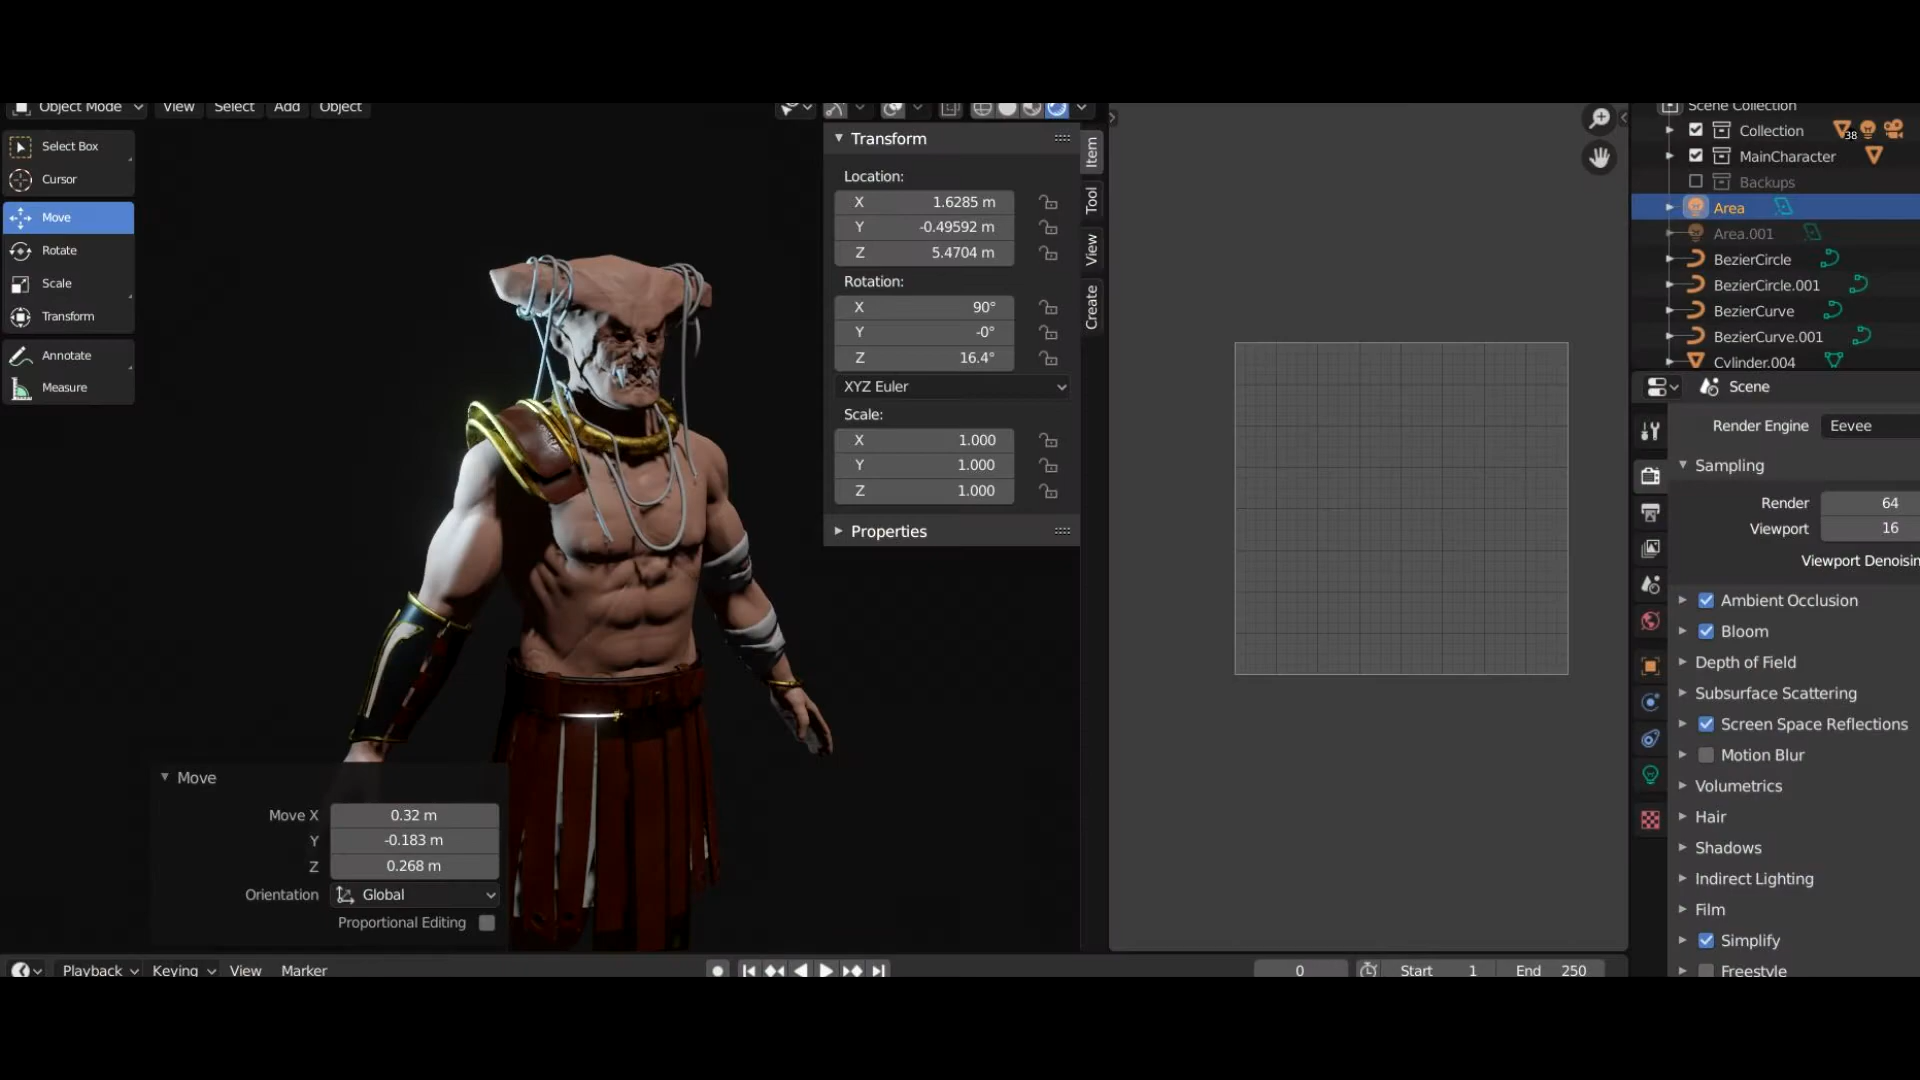 Object Mode View Select Add Object
Select Box
Cursor
Move
Rotate
Scale
Transform
Annotate
Measure
Transform
Location:
X 1.6285 m
Y -0.49592 m
Z 5.4704 m
Rotation:
X 90°
Y -0°
Z 16.4°
XYZ Euler
Scale:
X 1.000
Y 1.000
Z 1.000
Properties
Item
Tool
View
Create
Move
Move X 0.32 m
Y -0.183 m
Z 0.268 m
Orientation Global
Proportional Editing
Scene Collection
Collection 38
MainCharacter
Backups
Area
Area.001
BezierCircle
BezierCircle.001
BezierCurve
BezierCurve.001
Cylinder.004
Scene
Render Engine Eevee
Sampling
Render 64
Viewport 16
Viewport Denoisin
Ambient Occlusion
Bloom
Depth of Field
Subsurface Scattering
Screen Space Reflections
Motion Blur
Volumetrics
Hair
Shadows
Indirect Lighting
Film
Simplify
Freestyle
Playback Keying View Marker 0 Start 1 End 250